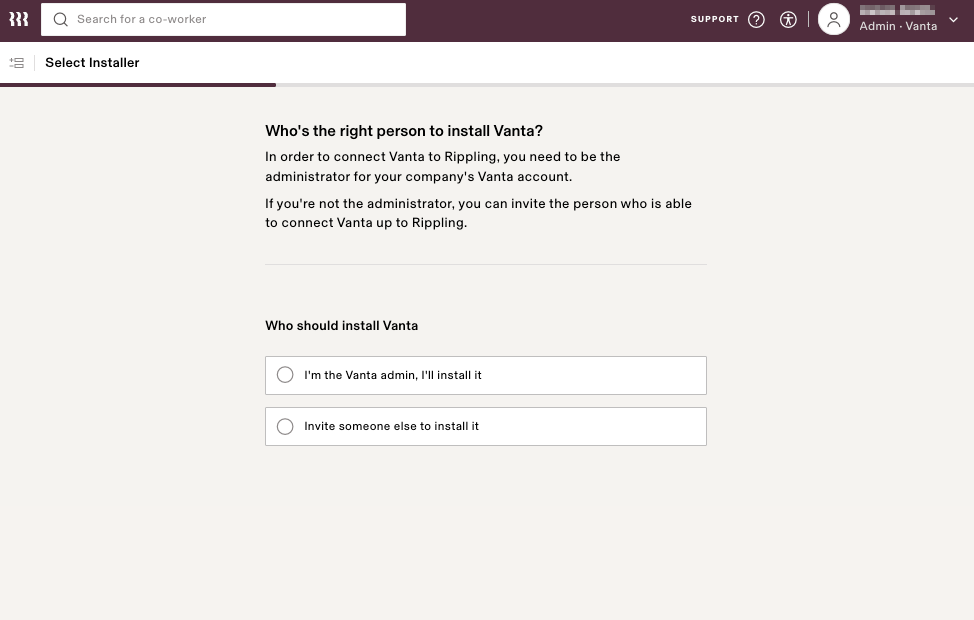 Search for a co-worker
SUPPORT
Admin · Vanta
Select Installer
Who's the right person to install Vanta?
In order to connect Vanta to Rippling, you need to be the
administrator for your company's Vanta account.
If you're not the administrator, you can invite the person who is able
to connect Vanta up to Rippling.
Who should install Vanta
I'm the Vanta admin, I'll install it
Invite someone else to install it